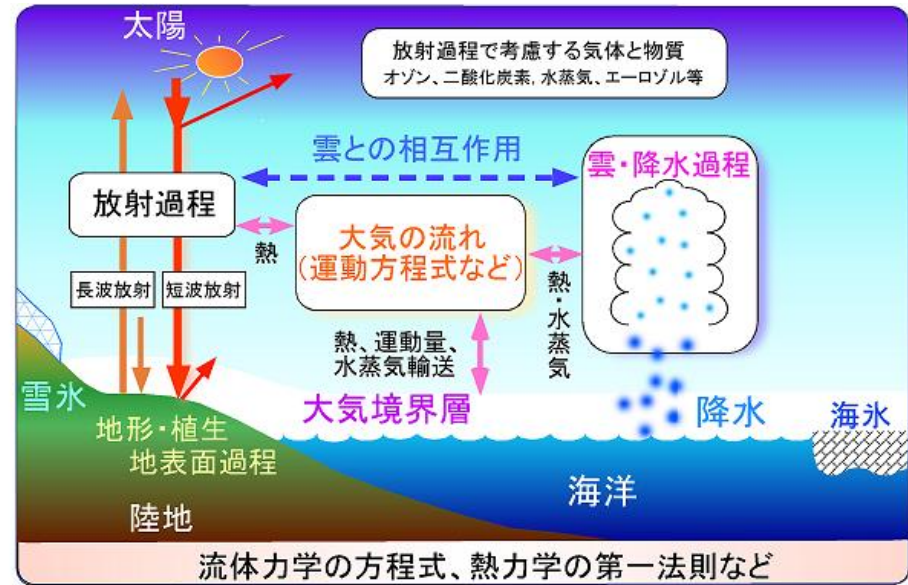 太陽
放射過程で考慮する気体と物質
オゾン、二酸化炭素, 水蒸気、エーロゾル等
雲との相互作用
雲・降水過程
放射過程
熱
大気の流れ
(運動方程式など)
熱・水蒸気
長波放射
短波放射
熱、運動量、
水蒸気輸送
雪氷
大気境界層
降水
海氷
地形・植生
地表面過程
海洋
陸地
流体力学の方程式、熱力学の第一法則など